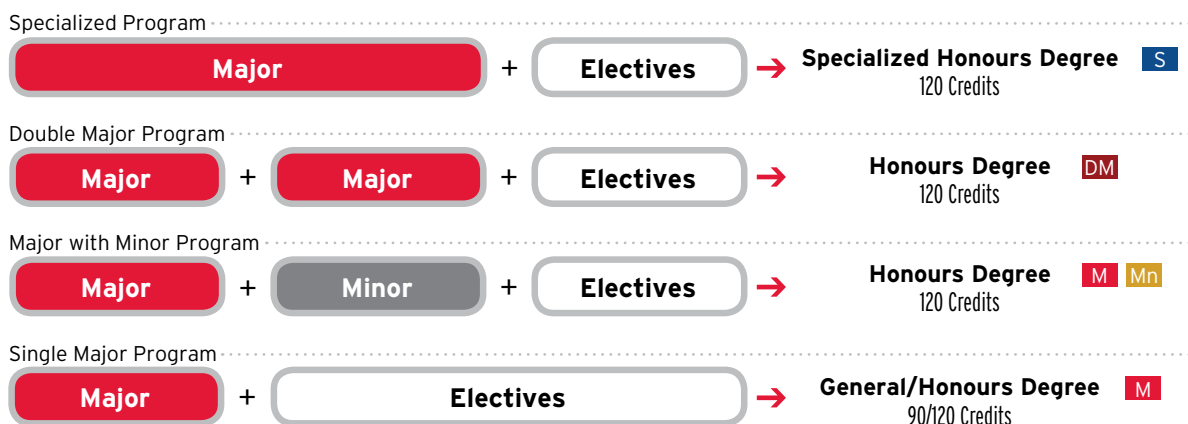 Specialized Program
Major + Electives → Specialized Honours Degree S
120 Credits
Double Major Program
Major + Major + Electives → Honours Degree DM
120 Credits
Major with Minor Program
Major + Minor + Electives → Honours Degree M Mn
120 Credits
Single Major Program
Major + Electives → General/Honours Degree M
90/120 Credits